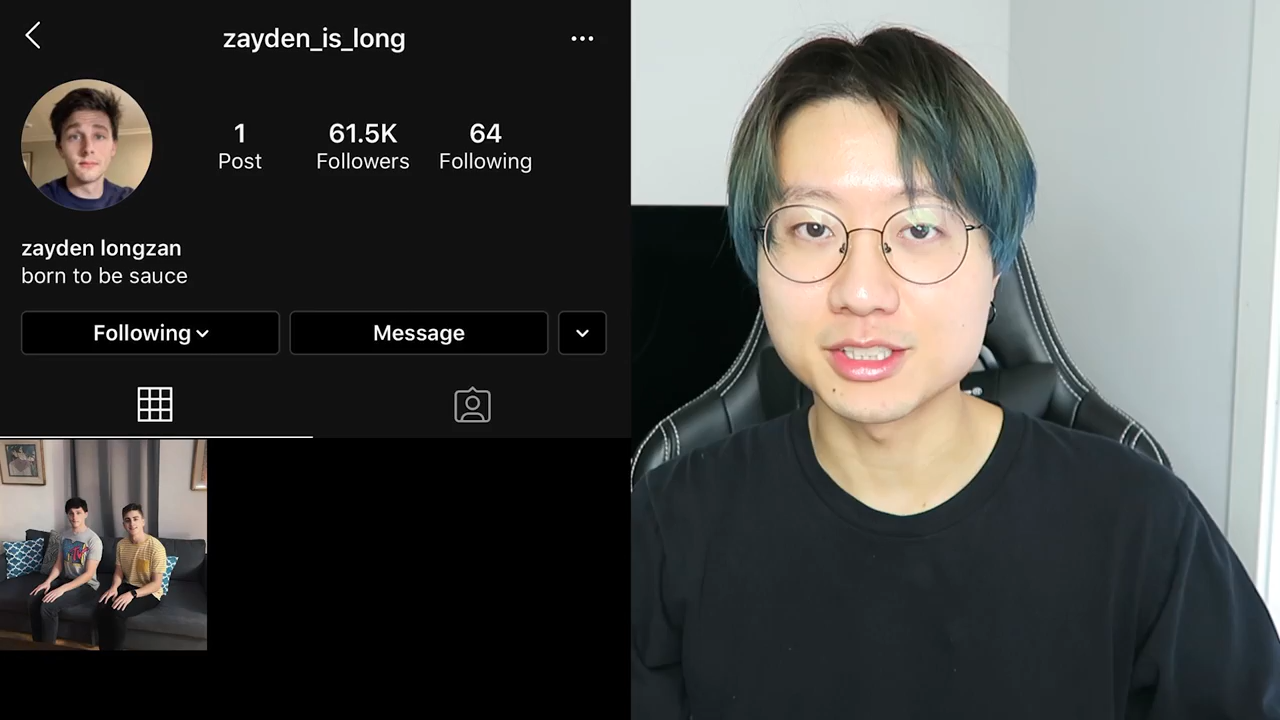 zayden_is_long
1
Post
61.5K
Followers
64
Following
zayden longzan
born to be sauce
Following
Message